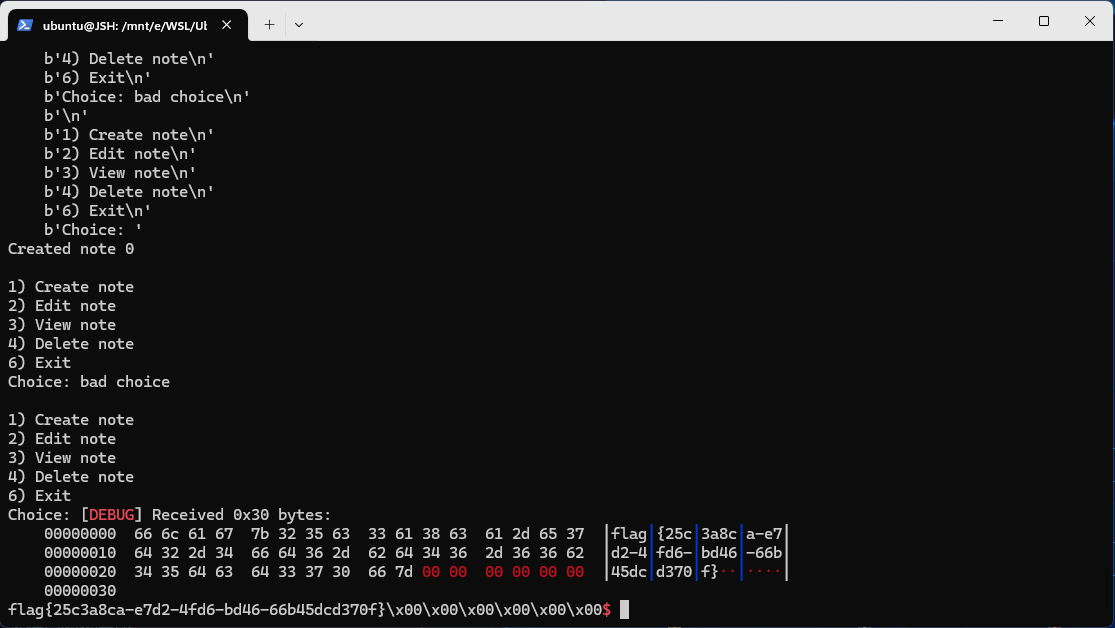 ubuntu@JSH: /mnt/e/WSL/Ub
    b'4) Delete note\n'
    b'6) Exit\n'
    b'Choice: bad choice\n'
    b'\n'
    b'1) Create note\n'
    b'2) Edit note\n'
    b'3) View note\n'
    b'4) Delete note\n'
    b'6) Exit\n'
    b'Choice: '
Created note 0

1) Create note
2) Edit note
3) View note
4) Delete note
6) Exit
Choice: bad choice

1) Create note
2) Edit note
3) View note
4) Delete note
6) Exit
Choice: [DEBUG] Received 0x30 bytes:
    00000000  66 6c 61 67  7b 32 35 63  33 61 38 63  61 2d 65 37  │flag│{25c│3a8c│a-e7│
    00000010  64 32 2d 34  66 64 36 2d  62 64 34 36  2d 36 36 62  │d2-4│fd6-│bd46│-66b│
    00000020  34 35 64 63  64 33 37 30  66 7d 00 00  00 00 00 00  │45dc│d370│f}··│····│
    00000030
flag{25c3a8ca-e7d2-4fd6-bd46-66b45dcd370f}\x00\x00\x00\x00\x00\x00$